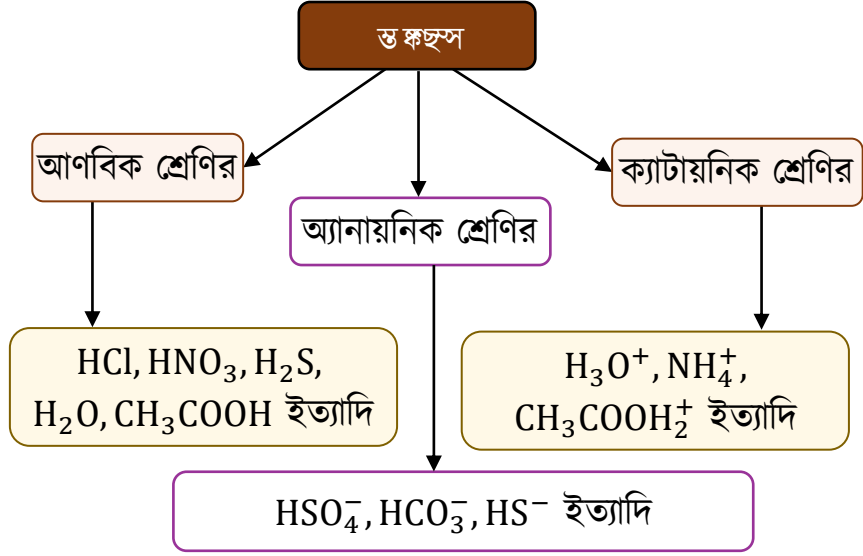 আণবিক শ্রেণির
ক্যাটায়নিক শ্রেণির
অ্যানায়নিক শ্রেণির
HCl, HNO₃, H₂S,
H₂O, CH₃COOH ইত্যাদি
H₃O⁺, NH₄⁺,
CH₃COOH₂⁺ ইত্যাদি
HSO₄⁻, HCO₃⁻, HS⁻ ইত্যাদি